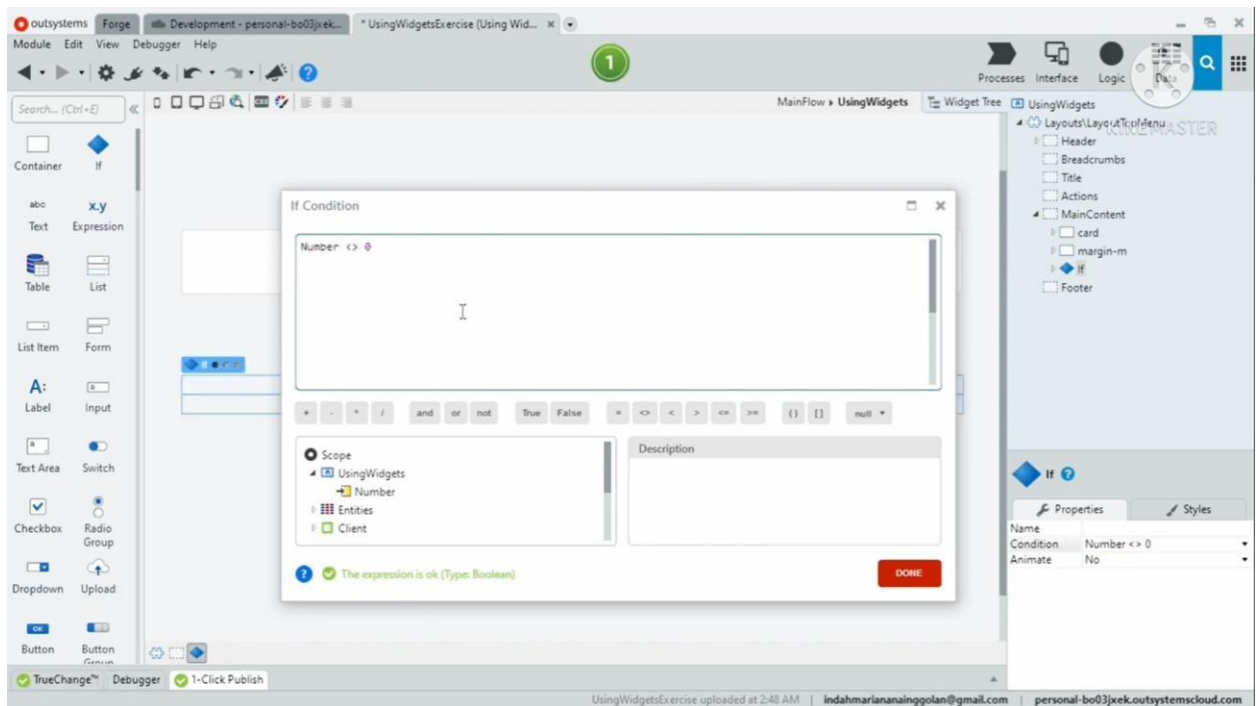 outsystems Forge Development - personal-bo03jxek... * UsingWidgetsExercise (Using Wid... x
Module Edit View Debugger Help
1
Processes Interface Logic Data
Search... (Ctrl+E)
MainFlow UsingWidgets Widget Tree
UsingWidgets
Layouts\LayoutTopMenu
KINEMASTER
Header
Breadcrumbs
Title
Actions
MainContent
card
margin-m
If
Footer
Container If
abc x.y
Text Expression
Table List
List Item Form
A:
Label Input
Text Area Switch
Checkbox Radio
Group
Dropdown Upload
OK
Button Button
Group
If
If Condition
Number <> 0
+ - * / and or not True False = <> < > <= >= () [] null
Scope
UsingWidgets
Number
Entities
Client
Description
? The expression is ok (Type: Boolean)
DONE
If ?
Properties Styles
Name
Condition Number <> 0
Animate No
TrueChange™ Debugger 1-Click Publish
UsingWidgetsExercise uploaded at 2:48 AM | indahmariananainggolan@gmail.com | personal-bo03jxek.outsystemscloud.com